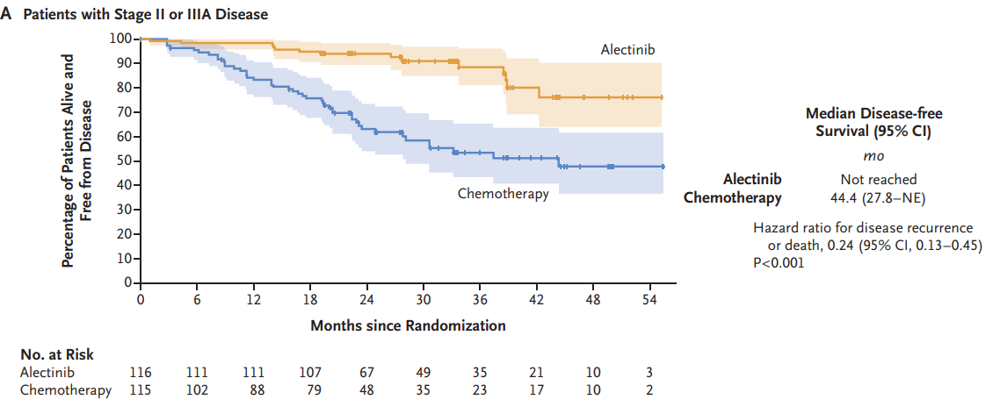 A Patients with Stage II or IIIA Disease
Percentage of Patients Alive and
Free from Disease
100
90
80
70
60
50
40
30
20
10
0
Alectinib
Chemotherapy
0 6 12 18 24 30 36 42 48 54
Months since Randomization
Median Disease-free
Survival (95% CI)
mo
Alectinib Not reached
Chemotherapy 44.4 (27.8–NE)
Hazard ratio for disease recurrence
or death, 0.24 (95% CI, 0.13–0.45)
P<0.001
No. at Risk
Alectinib 116 111 111 107 67 49 35 21 10 3
Chemotherapy 115 102 88 79 48 35 23 17 10 2